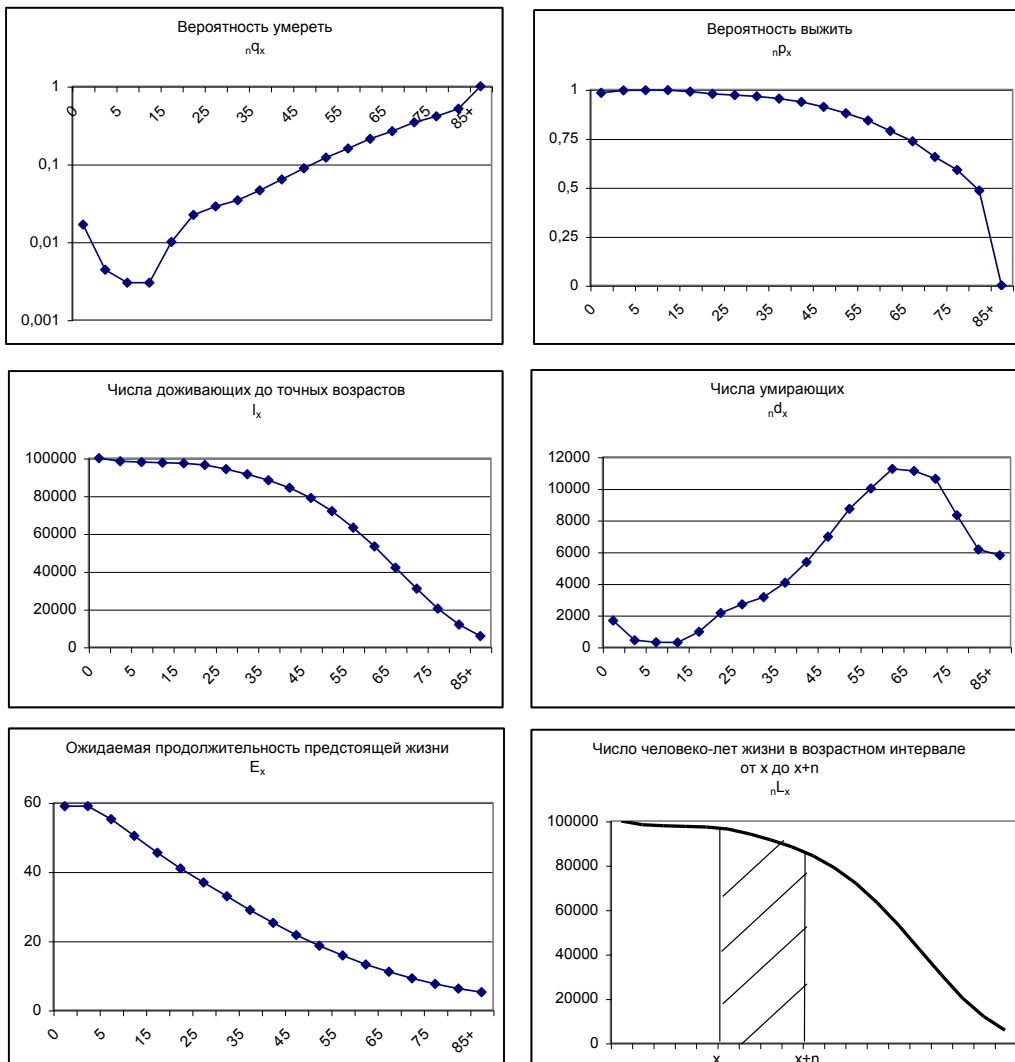 Вероятность умереть
nqx
1
0,1
0,01
0,001
0 5 15 25 35 45 55 65 75 85+
Вероятность выжить
npx
1
0,75
0,5
0,25
0
0 5 15 25 35 45 55 65 75 85+
Числа доживающих до точных возрастов
lx
100000
80000
60000
40000
20000
0
0 5 15 25 35 45 55 65 75 85+
Числа умирающих
ndx
12000
10000
8000
6000
4000
2000
0
0 5 15 25 35 45 55 65 75 85+
Ожидаемая продолжительность предстоящей жизни
Ex
60
40
20
0
0 5 15 25 35 45 55 65 75 85+
Число человеко-лет жизни в возрастном интервале
от x до x+n
nLx
100000
80000
60000
40000
20000
0
x x+n